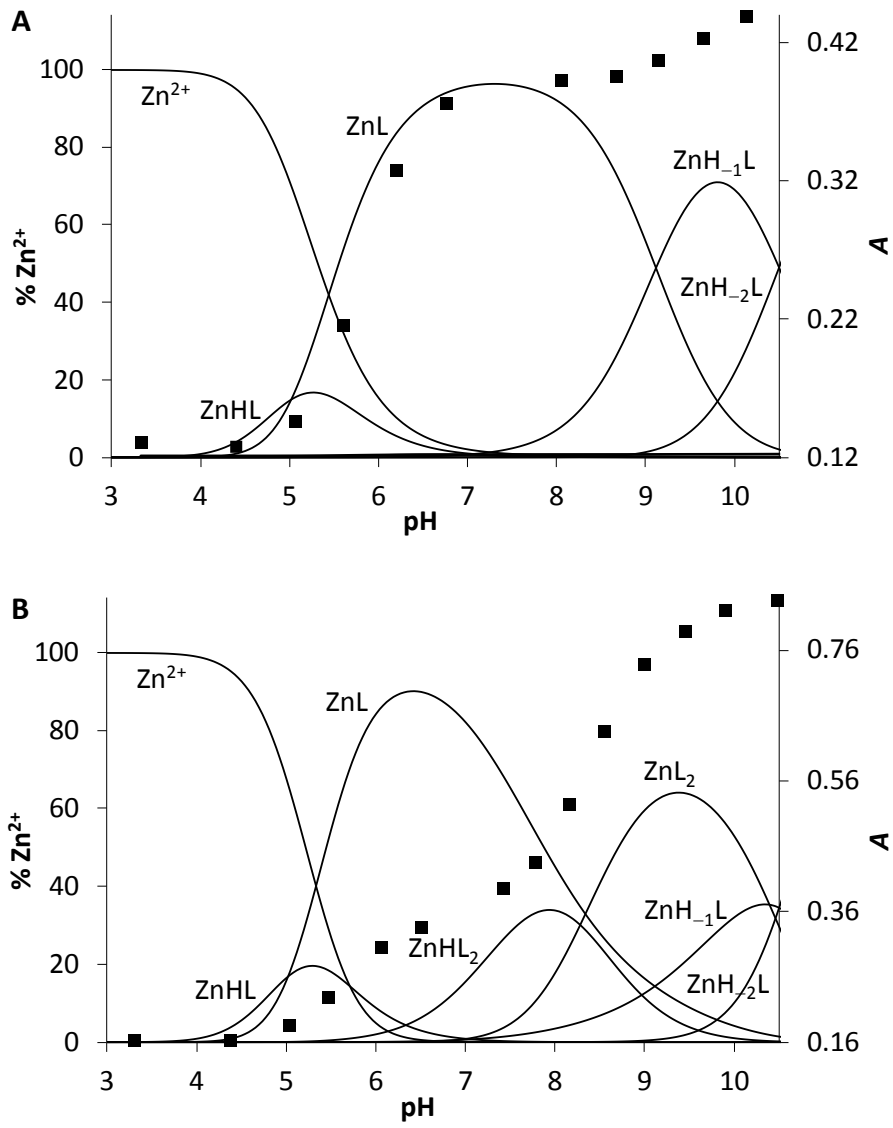 A
100
80
60
40
20
0
% Zn²⁺
Zn²⁺
ZnL
ZnHL
ZnH₋₁L
ZnH₋₂L
0.42
0.32
0.22
0.12
A
3 4 5 6 7 8 9 10
pH
B
100
80
60
40
20
0
% Zn²⁺
Zn²⁺
ZnL
ZnL₂
ZnHL
ZnHL₂
ZnH₋₁L
ZnH₋₂L
0.76
0.56
0.36
0.16
A
3 4 5 6 7 8 9 10
pH